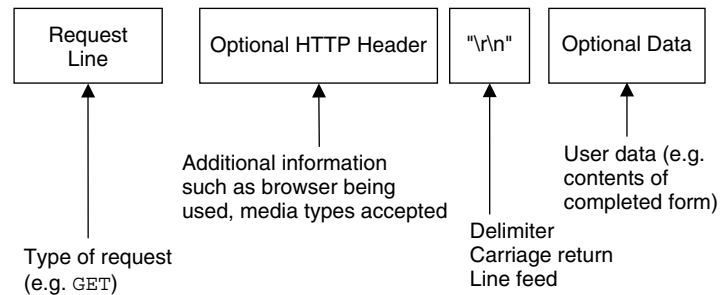 Request
Line
Optional HTTP Header
"\r\n"
Optional Data
Additional information
such as browser being
used, media types accepted
User data (e.g.
contents of
completed form)
Delimiter
Carriage return
Line feed
Type of request
(e.g. GET)